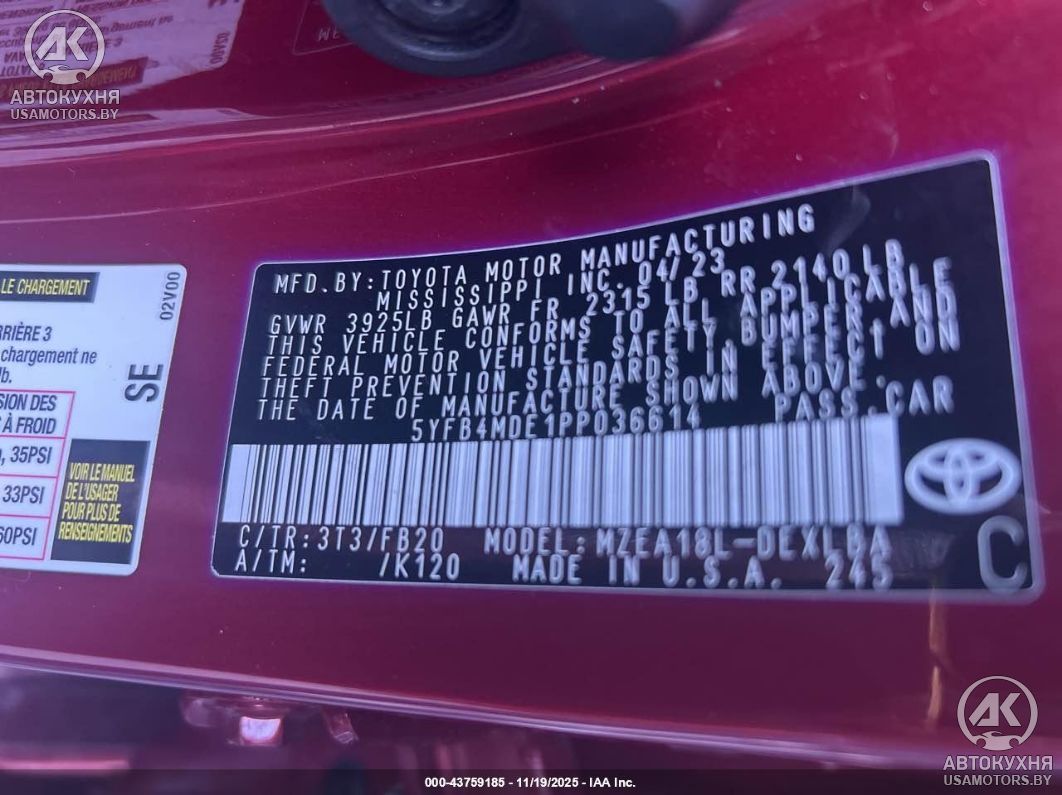 АВТОКУХНЯ
USAMOTORS.BY
LE CHARGEMENT
02V00
RRIÈRE 3
chargement ne
lb.
SE
SION DES
À FROID
, 35PSI
33PSI
60PSI
VOIR LE MANUEL
DE L'USAGER
POUR PLUS DE
RENSEIGNEMENTS
MFD.BY:TOYOTA MOTOR MANUFACTURING
MISSISSIPPI INC. 04/23
GVWR 3925LB GAWR FR 2315 LB RR 2140LB
THIS VEHICLE CONFORMS TO ALL APPLICABLE
FEDERAL MOTOR VEHICLE SAFETY,BUMPER,AND
THEFT PREVENTION STANDARDS IN EFFECT ON
THE DATE OF MANUFACTURE SHOWN ABOVE.
5YFB4MDE1PP036614 PASS.CAR
C/TR:3T3/FB20 MODEL:MZEA18L-DEXLBA
A/TM: /K120 MADE IN U.S.A. 245
C
АВТОКУХНЯ
USAMOTORS.BY
000-43759185 - 11/19/2025 - IAA Inc.